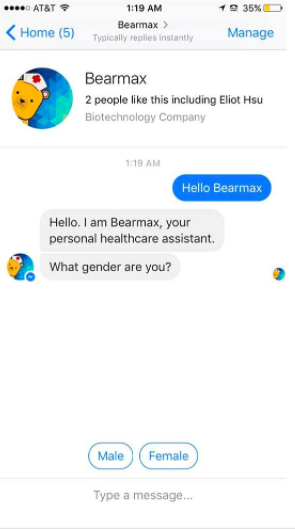 AT&T 1:19 AM 35%
Home (5) Bearmax > Manage
Typically replies instantly
Bearmax
2 people like this including Eliot Hsu
Biotechnology Company
1:19 AM
Hello Bearmax
Hello. I am Bearmax, your
personal healthcare assistant.
What gender are you?
Male Female
Type a message...